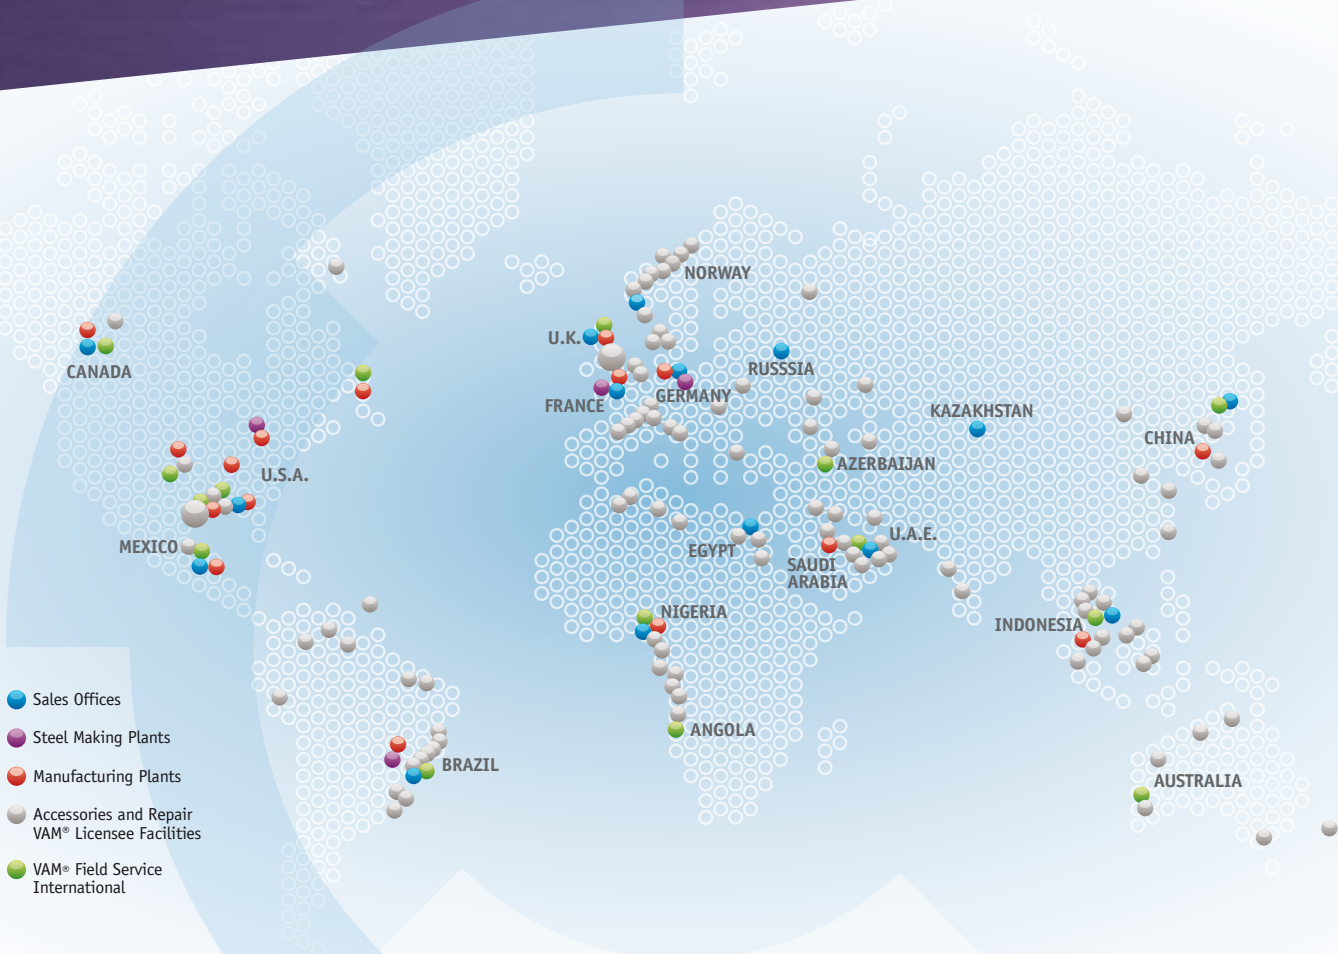 NORWAY
U.K.
RUSSSIA
CANADA
GERMANY
FRANCE
KAZAKHSTAN
CHINA
AZERBAIJAN
U.S.A.
MEXICO
U.A.E.
EGYPT
SAUDI
ARABIA
NIGERIA
INDONESIA
ANGOLA
BRAZIL
AUSTRALIA
Sales Offices
Steel Making Plants
Manufacturing Plants
Accessories and Repair
VAM® Licensee Facilities
VAM® Field Service
International